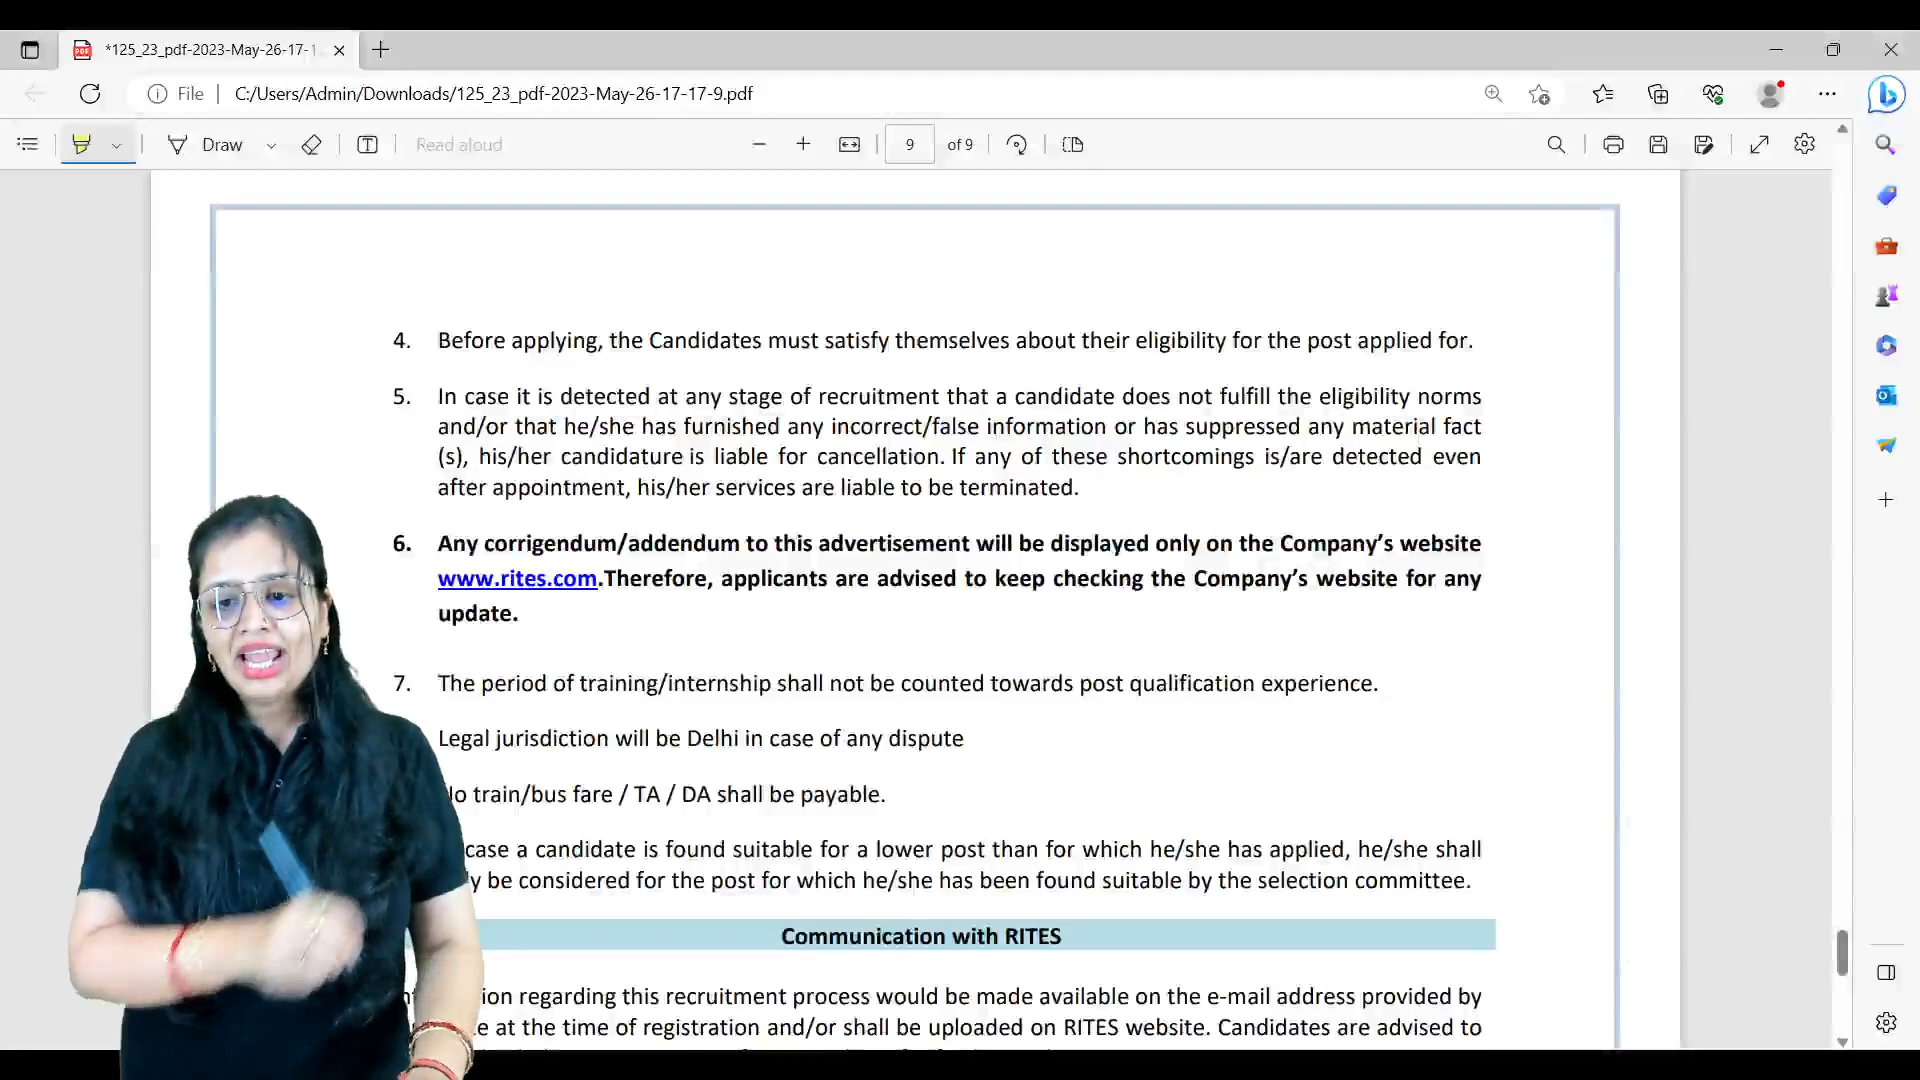 *125_23_pdf-2023-May-26-17-1
File
C:/Users/Admin/Downloads/125_23_pdf-2023-May-26-17-17-9.pdf
Draw
Read aloud
9 of 9
4. Before applying, the Candidates must satisfy themselves about their eligibility for the post applied for.
5. In case it is detected at any stage of recruitment that a candidate does not fulfill the eligibility norms
and/or that he/she has furnished any incorrect/false information or has suppressed any material fact
(s), his/her candidature is liable for cancellation. If any of these shortcomings is/are detected even
after appointment, his/her services are liable to be terminated.
6. Any corrigendum/addendum to this advertisement will be displayed only on the Company's website
www.rites.com.Therefore, applicants are advised to keep checking the Company's website for any
update.
7. The period of training/internship shall not be counted towards post qualification experience.
Legal jurisdiction will be Delhi in case of any dispute
train/bus fare / TA / DA shall be payable.
case a candidate is found suitable for a lower post than for which he/she has applied, he/she shall
be considered for the post for which he/she has been found suitable by the selection committee.
Communication with RITES
regarding this recruitment process would be made available on the e-mail address provided by
at the time of registration and/or shall be uploaded on RITES website. Candidates are advised to